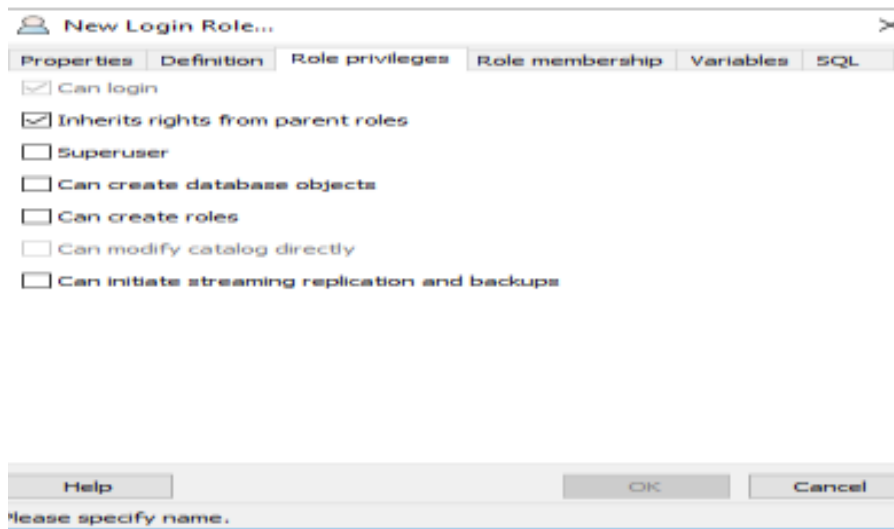 New Login Role...
Properties Definition Role privileges Role membership Variables SQL
Can login
Inherits rights from parent roles
Superuser
Can create database objects
Can create roles
Can modify catalog directly
Can initiate streaming replication and backups
Help OK Cancel
Please specify name.